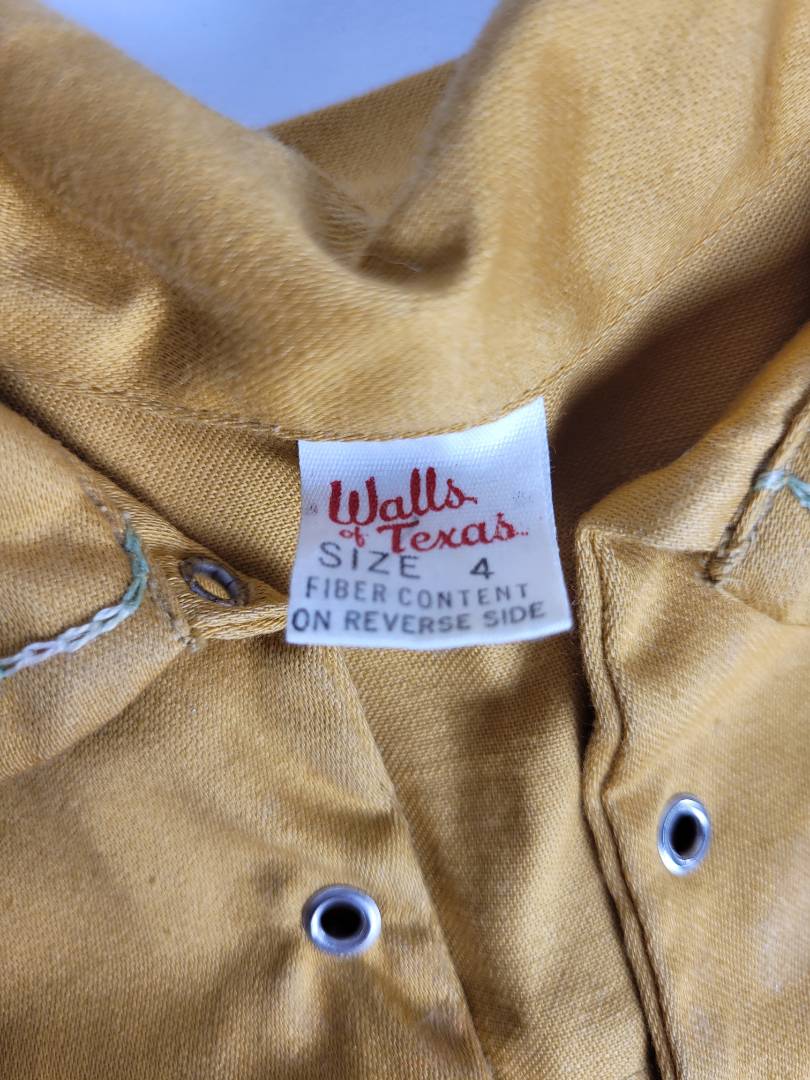 Walls
of Texas
SIZE 4
FIBER CONTENT
ON REVERSE SIDE